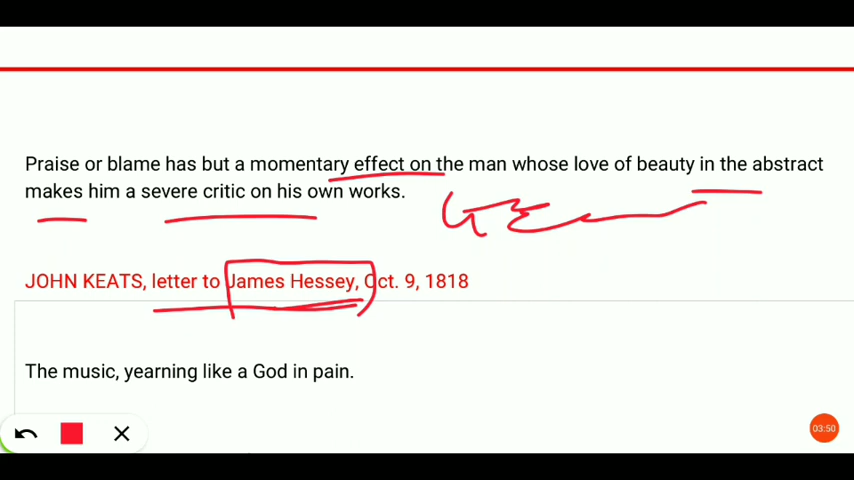 Praise or blame has but a momentary effect on the man whose love of beauty in the abstract
makes him a severe critic on his own works.
JOHN KEATS, letter to James Hessey, Oct. 9, 1818
The music, yearning like a God in pain.
03:50